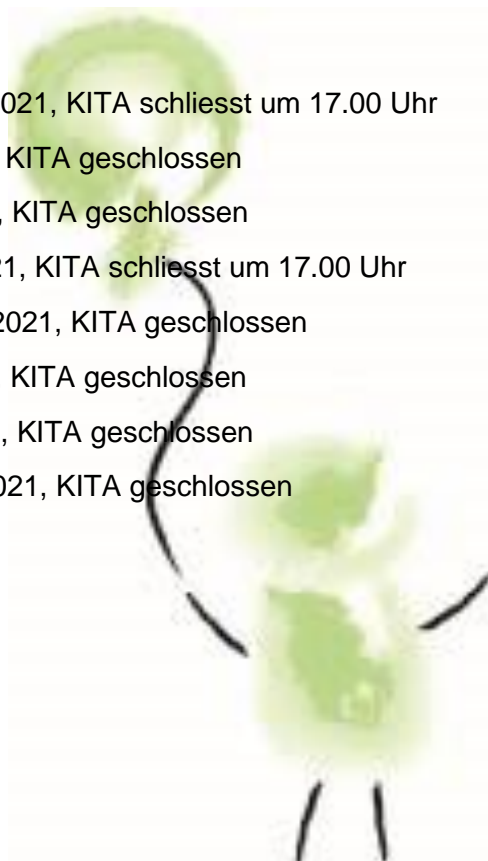 021, KITA schliesst um 17.00 Uhr
KITA geschlossen
, KITA geschlossen
1, KITA schliesst um 17.00 Uhr
2021, KITA geschlossen
KITA geschlossen
, KITA geschlossen
021, KITA geschlossen